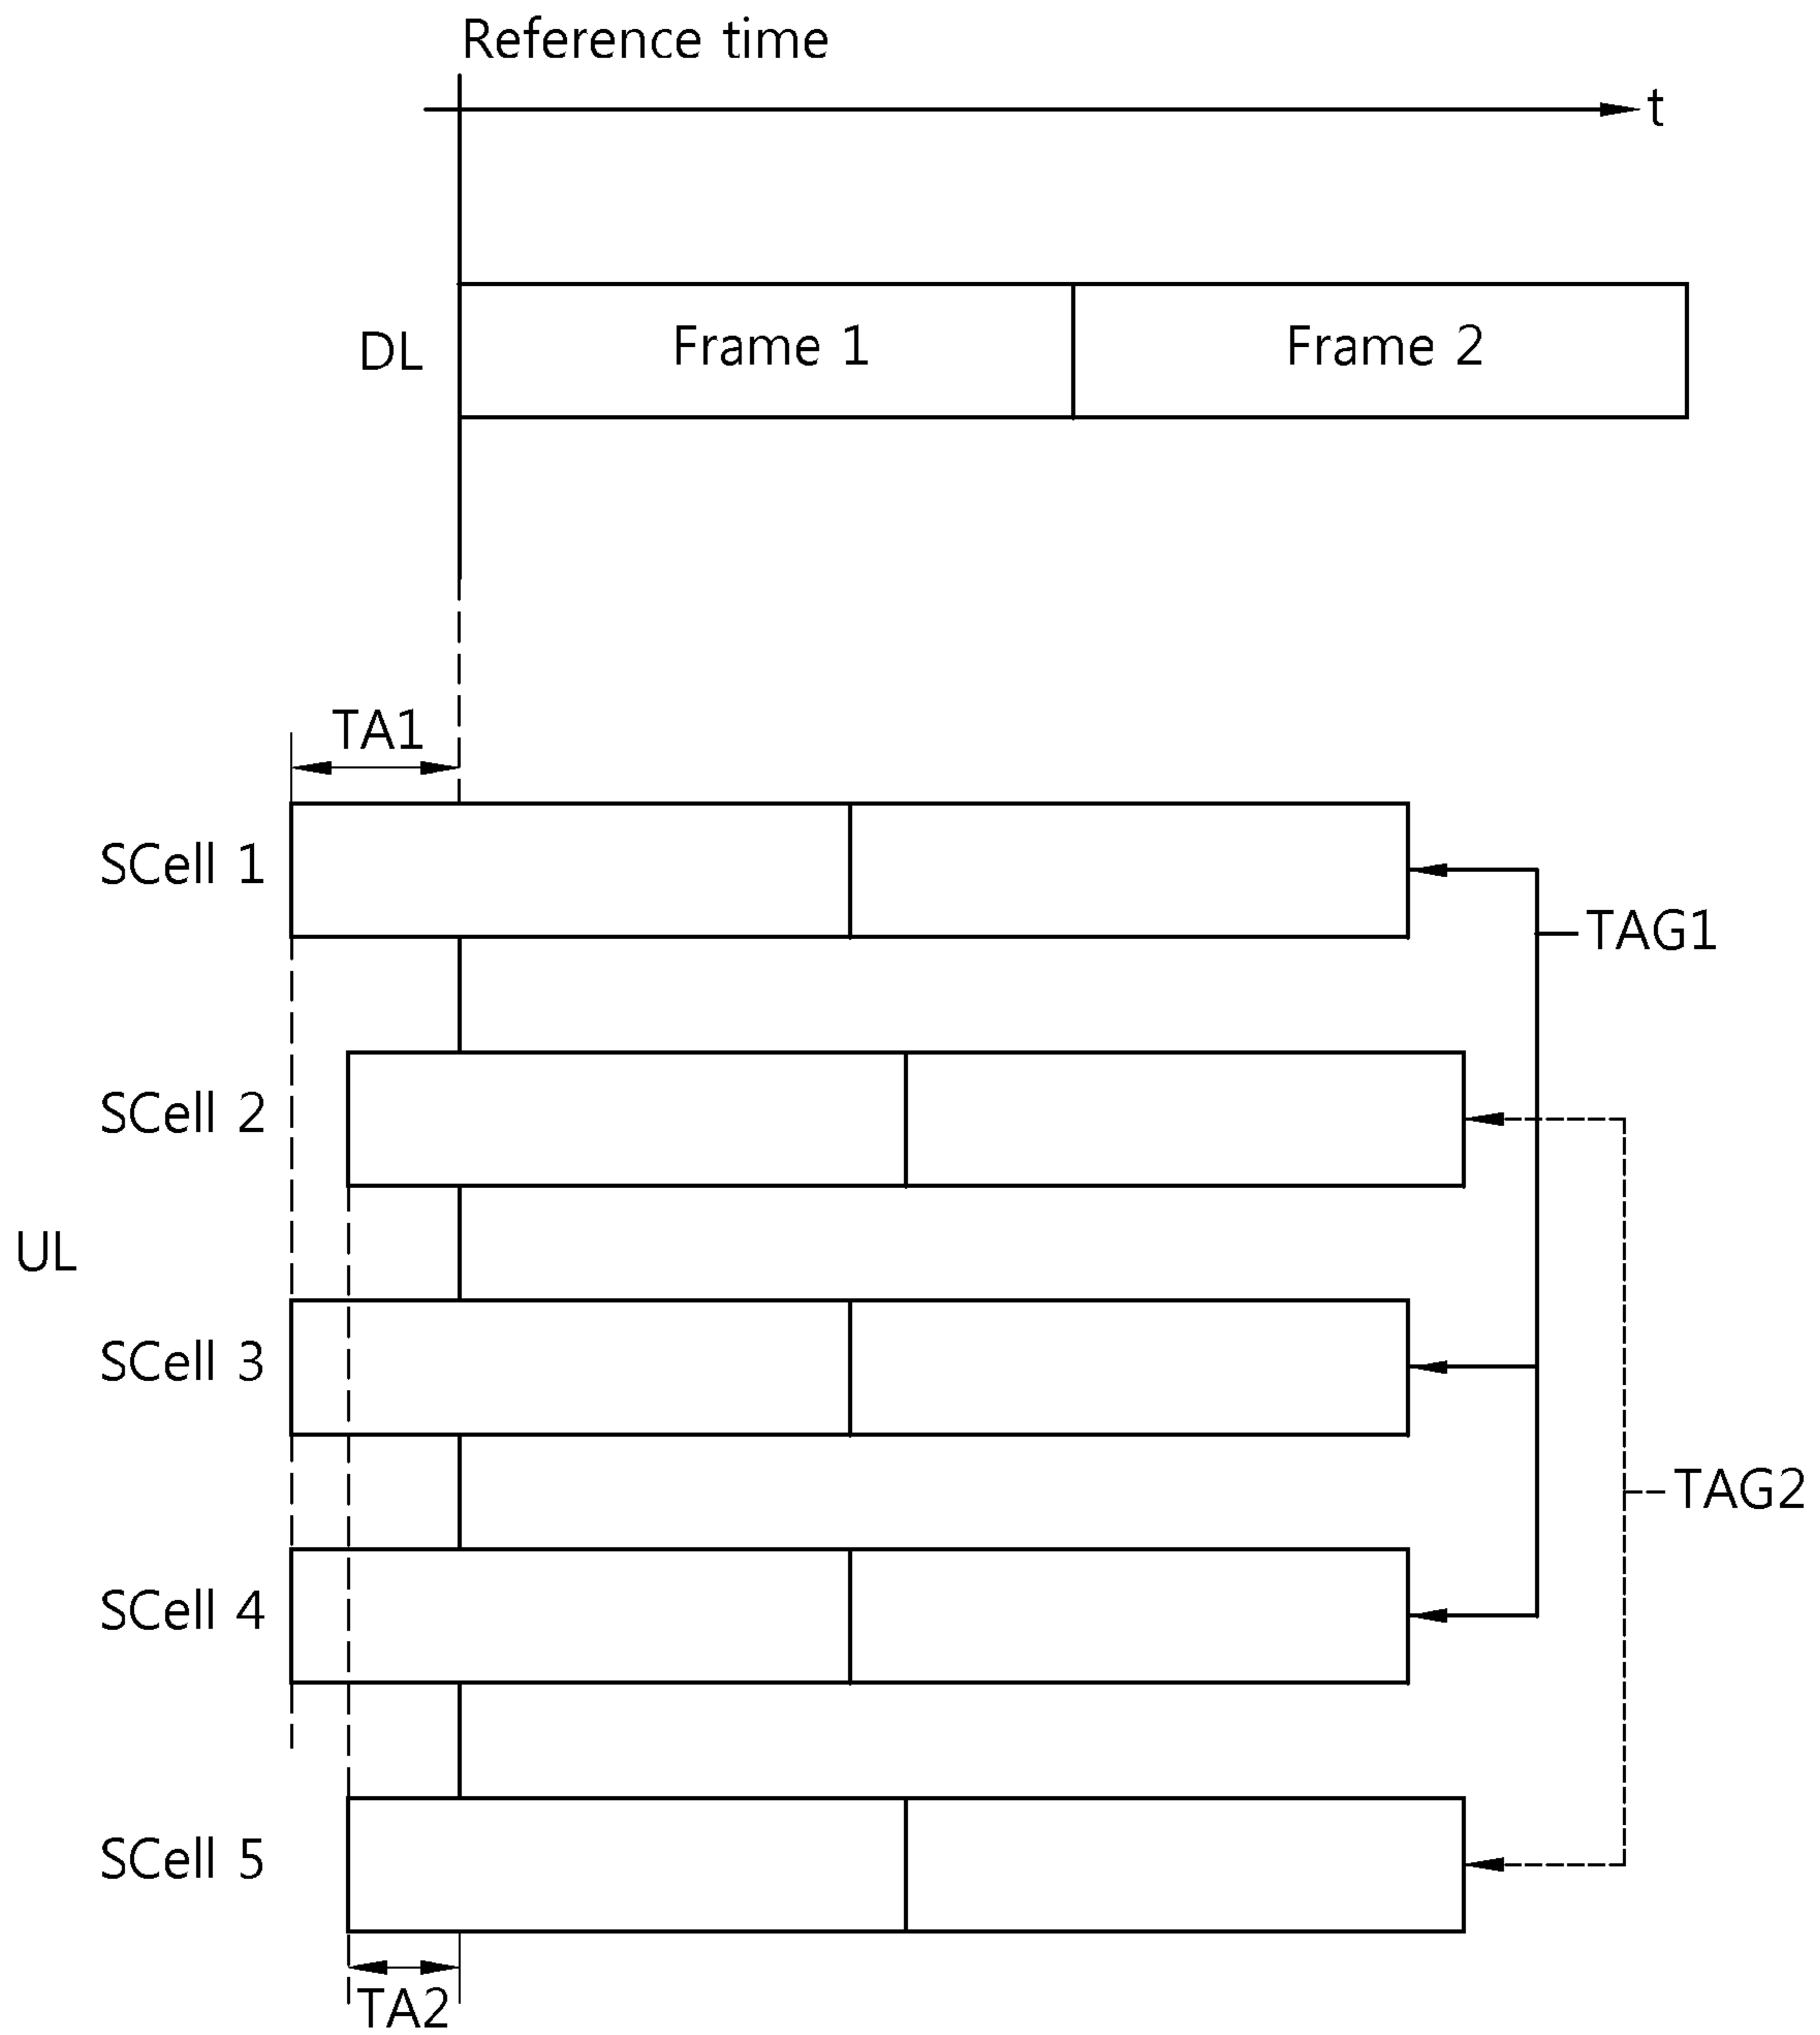 Reference time
t
DL
Frame 1
Frame 2
TA1
SCell 1
TAG1
SCell 2
UL
SCell 3
TAG2
SCell 4
SCell 5
TA2